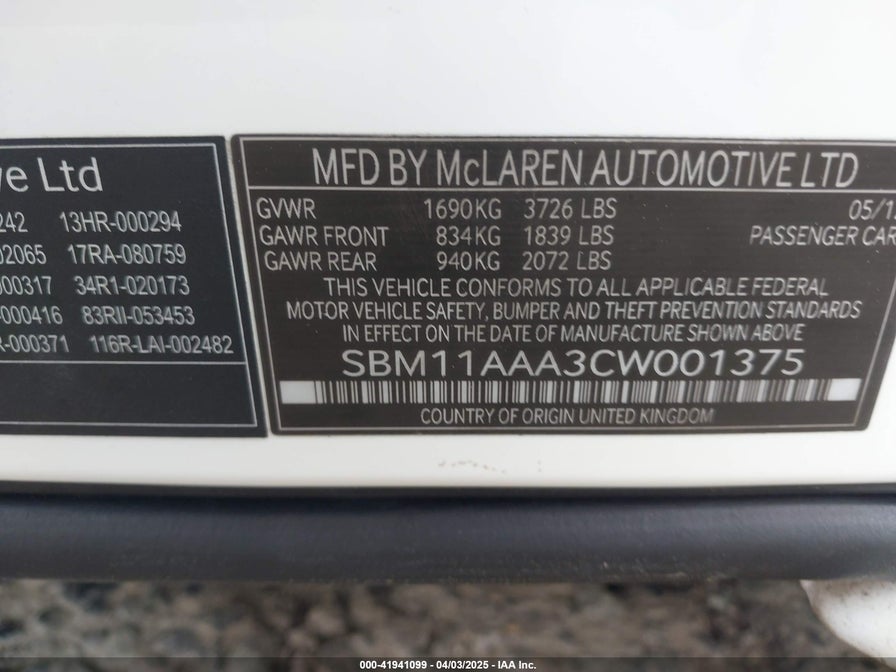 ve Ltd
242 13HR-000294
02065 17RA-080759
000317 34R1-020173
-000416 83RII-053453
R-000371 116R-LAI-002482
MFD BY McLAREN AUTOMOTIVE LTD
GVWR 1690KG 3726 LBS 05/1
GAWR FRONT 834KG 1839 LBS PASSENGER CAR
GAWR REAR 940KG 2072 LBS
THIS VEHICLE CONFORMS TO ALL APPLICABLE FEDERAL
MOTOR VEHICLE SAFETY, BUMPER AND THEFT PREVENTION STANDARDS
IN EFFECT ON THE DATE OF MANUFACTURE SHOWN ABOVE
SBM11AAA3CW001375
COUNTRY OF ORIGIN UNITED KINGDOM
000-41941099 - 04/03/2025 - IAA Inc.